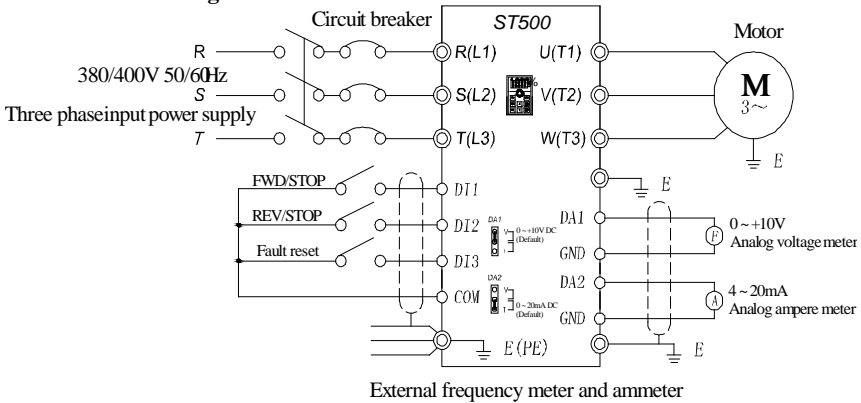 Circuit breaker
ST500
Motor
R
R(L1)
U(T1)
380/400V 50/60Hz
S
S(L2)
V(T2)
M
3~
Three phase input power supply
T
T(L3)
W(T3)
E
FWD/STOP
DI1
E
REV/STOP
DI2
DA1
V
0~+10V DC
(Default)
I
DA1
F
0~+10V
Analog voltage meter
Fault reset
DI3
GND
COM
DA2
V
I
0~20mA DC
(Default)
DA2
A
4~20mA
Analog ampere meter
GND
E(PE)
E
External frequency meter and ammeter